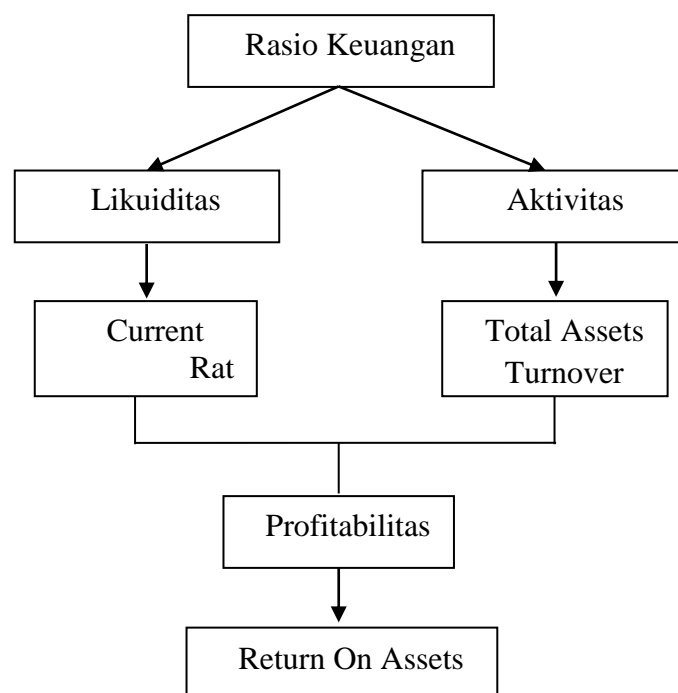 Rasio Keuangan
Likuiditas
Aktivitas
Current
Rat
Total Assets
Turnover
Profitabilitas
Return On Assets